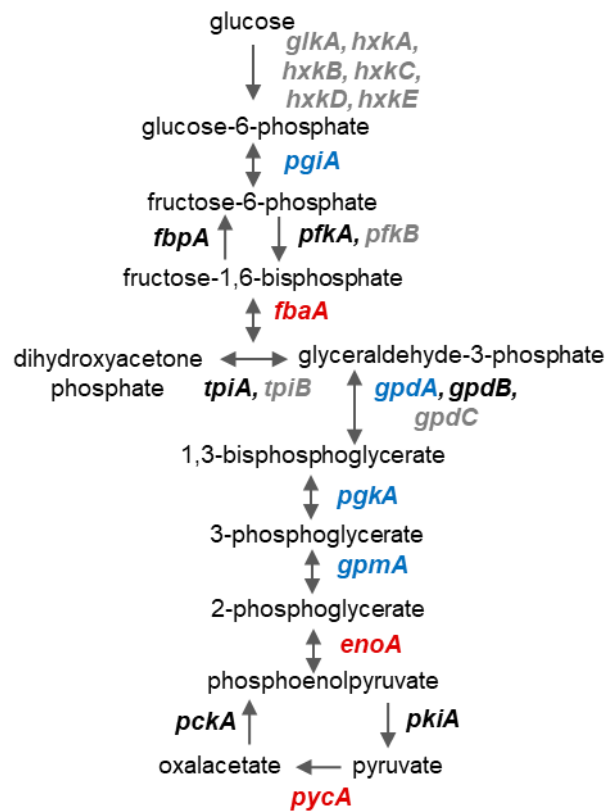 glucose
glkA, hxkA,
hxkB, hxkC,
hxkD, hxkE
glucose-6-phosphate
pgiA
fructose-6-phosphate
fbpA
pfkA, pfkB
fructose-1,6-bisphosphate
fbaA
dihydroxyacetone
phosphate
glyceraldehyde-3-phosphate
tpiA, tpiB
gpdA, gpdB,
gpdC
1,3-bisphosphoglycerate
pgkA
3-phosphoglycerate
gpmA
2-phosphoglycerate
enoA
phosphoenolpyruvate
pckA
pkiA
oxalacetate
pyruvate
pycA